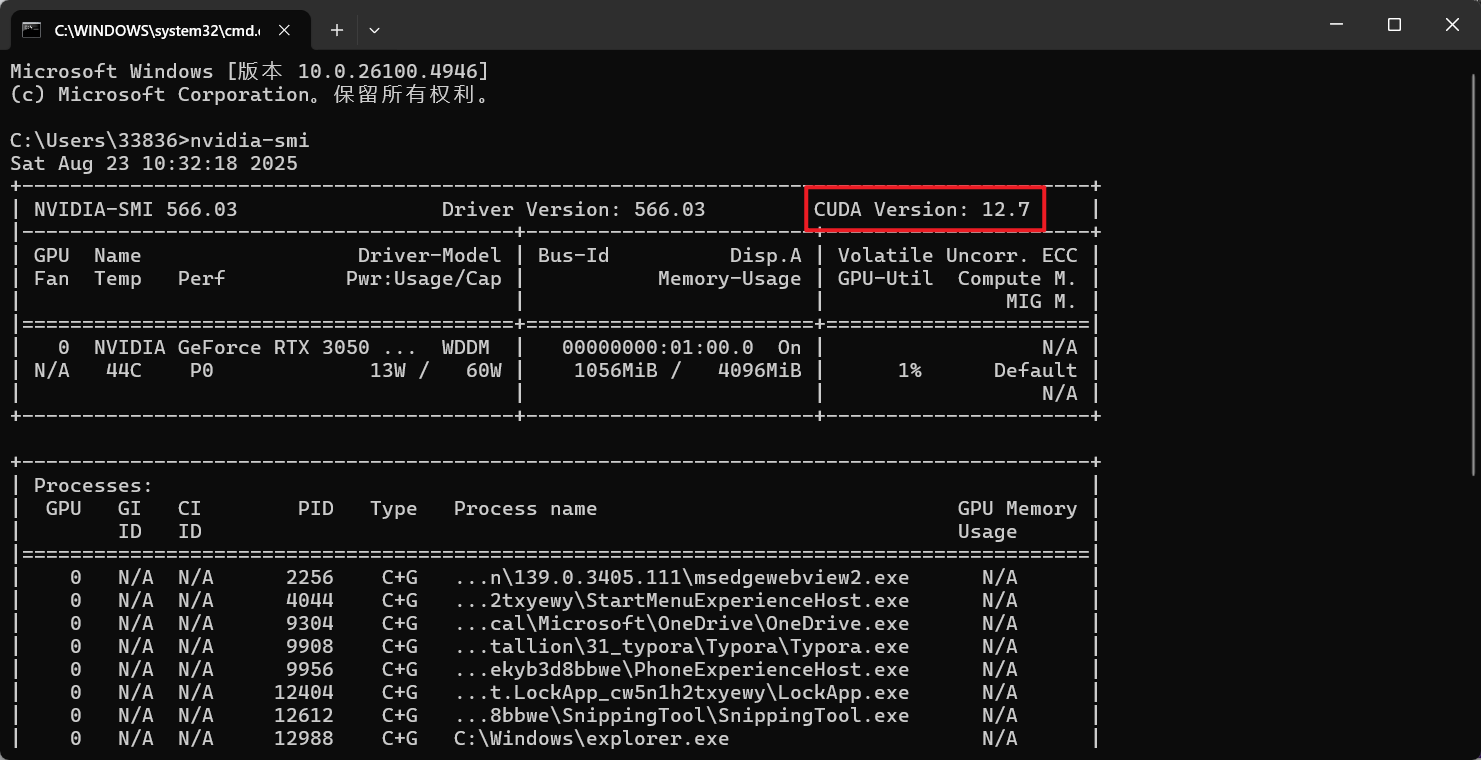 C:\WINDOWS\system32\cmd.
Microsoft Windows [版本 10.0.26100.4946]
(c) Microsoft Corporation。保留所有权利。
C:\Users\33836>nvidia-smi
Sat Aug 23 10:32:18 2025
+-----------------------------------------------------------------------------------------+
| NVIDIA-SMI 566.03                 Driver Version: 566.03         CUDA Version: 12.7     |
|-----------------------------------------+------------------------+----------------------+
| GPU  Name                  Driver-Model | Bus-Id          Disp.A | Volatile Uncorr. ECC |
| Fan  Temp   Perf          Pwr:Usage/Cap |           Memory-Usage | GPU-Util  Compute M. |
|                                         |                        |               MIG M. |
|=========================================+========================+======================|
|   0  NVIDIA GeForce RTX 3050 ...  WDDM  |   00000000:01:00.0  On |                  N/A |
| N/A   44C    P0             13W /   60W |    1056MiB /   4096MiB |      1%      Default |
|                                         |                        |                  N/A |
+-----------------------------------------+------------------------+----------------------+
+-----------------------------------------------------------------------------------------+
| Processes:                                                                              |
|  GPU   GI   CI        PID   Type   Process name                              GPU Memory |
|        ID   ID                                                               Usage      |
|=========================================================================================|
|    0   N/A  N/A      2256    C+G   ...n\139.0.3405.111\msedgewebview2.exe      N/A      |
|    0   N/A  N/A      4044    C+G   ...2txyewy\StartMenuExperienceHost.exe      N/A      |
|    0   N/A  N/A      9304    C+G   ...cal\Microsoft\OneDrive\OneDrive.exe      N/A      |
|    0   N/A  N/A      9908    C+G   ...tallion\31_typora\Typora\Typora.exe      N/A      |
|    0   N/A  N/A      9956    C+G   ...ekyb3d8bbwe\PhoneExperienceHost.exe      N/A      |
|    0   N/A  N/A     12404    C+G   ...t.LockApp_cw5n1h2txyewy\LockApp.exe      N/A      |
|    0   N/A  N/A     12612    C+G   ...8bbwe\SnippingTool\SnippingTool.exe      N/A      |
|    0   N/A  N/A     12988    C+G   C:\Windows\explorer.exe                     N/A      |